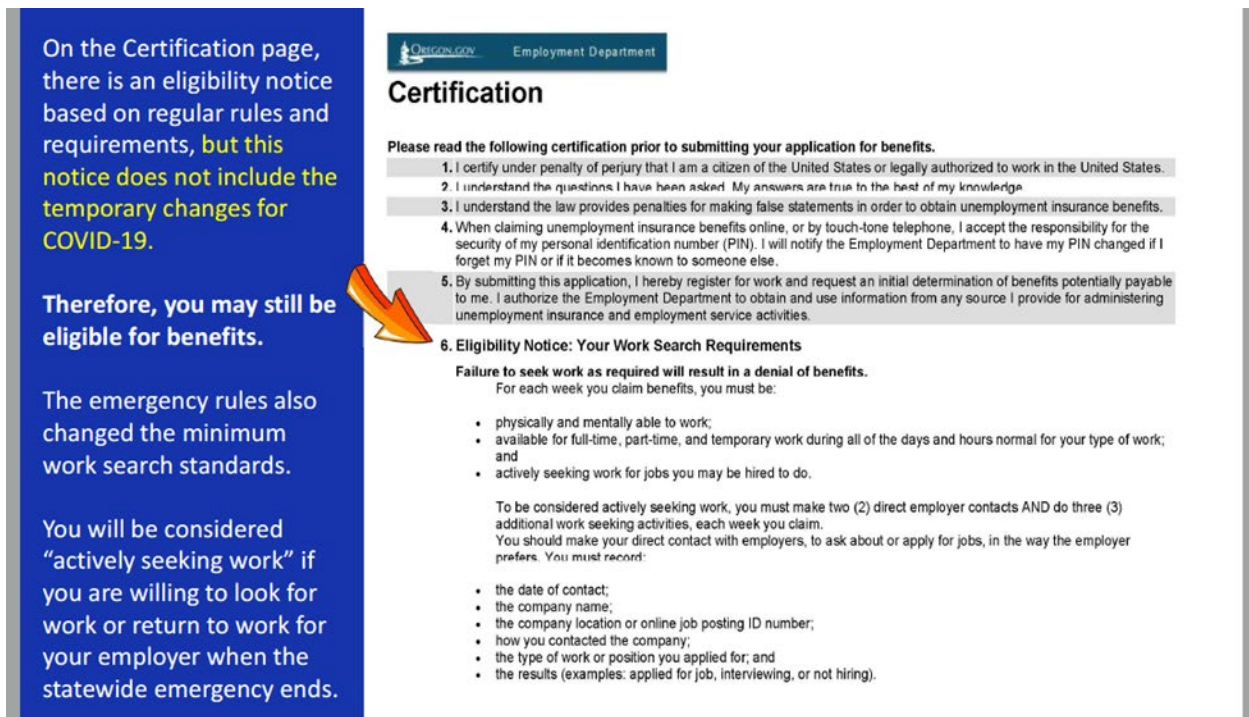 On the Certification page,
there is an eligibility notice
based on regular rules and
requirements, but this
notice does not include the
temporary changes for
COVID-19.
Therefore, you may still be
eligible for benefits.
The emergency rules also
changed the minimum
work search standards.
You will be considered
“actively seeking work” if
you are willing to look for
work or return to work for
your employer when the
statewide emergency ends.
OREGON.GOV Employment Department
Certification
Please read the following certification prior to submitting your application for benefits.
1. I certify under penalty of perjury that I am a citizen of the United States or legally authorized to work in the United States.
2. I understand the questions I have been asked. My answers are true to the best of my knowledge
3. I understand the law provides penalties for making false statements in order to obtain unemployment insurance benefits.
4. When claiming unemployment insurance benefits online, or by touch-tone telephone, I accept the responsibility for the
security of my personal identification number (PIN). I will notify the Employment Department to have my PIN changed if I
forget my PIN or if it becomes known to someone else.
5. By submitting this application, I hereby register for work and request an initial determination of benefits potentially payable
to me. I authorize the Employment Department to obtain and use information from any source I provide for administering
unemployment insurance and employment service activities.
6. Eligibility Notice: Your Work Search Requirements
Failure to seek work as required will result in a denial of benefits.
For each week you claim benefits, you must be:
• physically and mentally able to work;
• available for full-time, part-time, and temporary work during all of the days and hours normal for your type of work;
and
• actively seeking work for jobs you may be hired to do.
To be considered actively seeking work, you must make two (2) direct employer contacts AND do three (3)
additional work seeking activities, each week you claim.
You should make your direct contact with employers, to ask about or apply for jobs, in the way the employer
prefers. You must record:
• the date of contact;
• the company name;
• the company location or online job posting ID number;
• how you contacted the company;
• the type of work or position you applied for; and
• the results (examples: applied for job, interviewing, or not hiring).